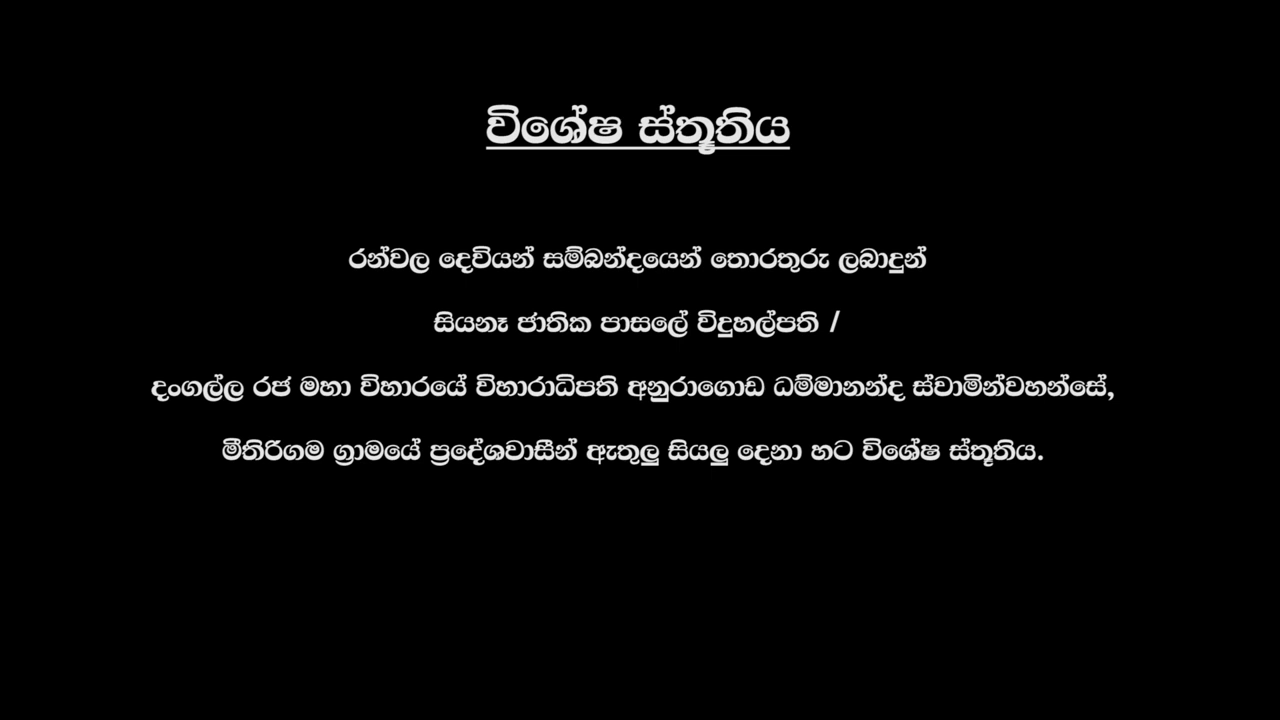 විශේෂ ස්තූතිය
රන්වල දෙවියන් සම්බන්දයෙන් තොරතුරු ලබාදුන්
සියනෑ ජාතික පාසලේ විදුහල්පති /
දංගල්ල රජ මහා විහාරයේ විහාරාධිපති අනුරාගොඩ ධම්මානන්ද ස්වාමින්වහන්සේ,
මීතිරිගම ග්‍රාමයේ ප්‍රදේශවාසීන් ඇතුලු සියලු දෙනා හට විශේෂ ස්තූතිය.